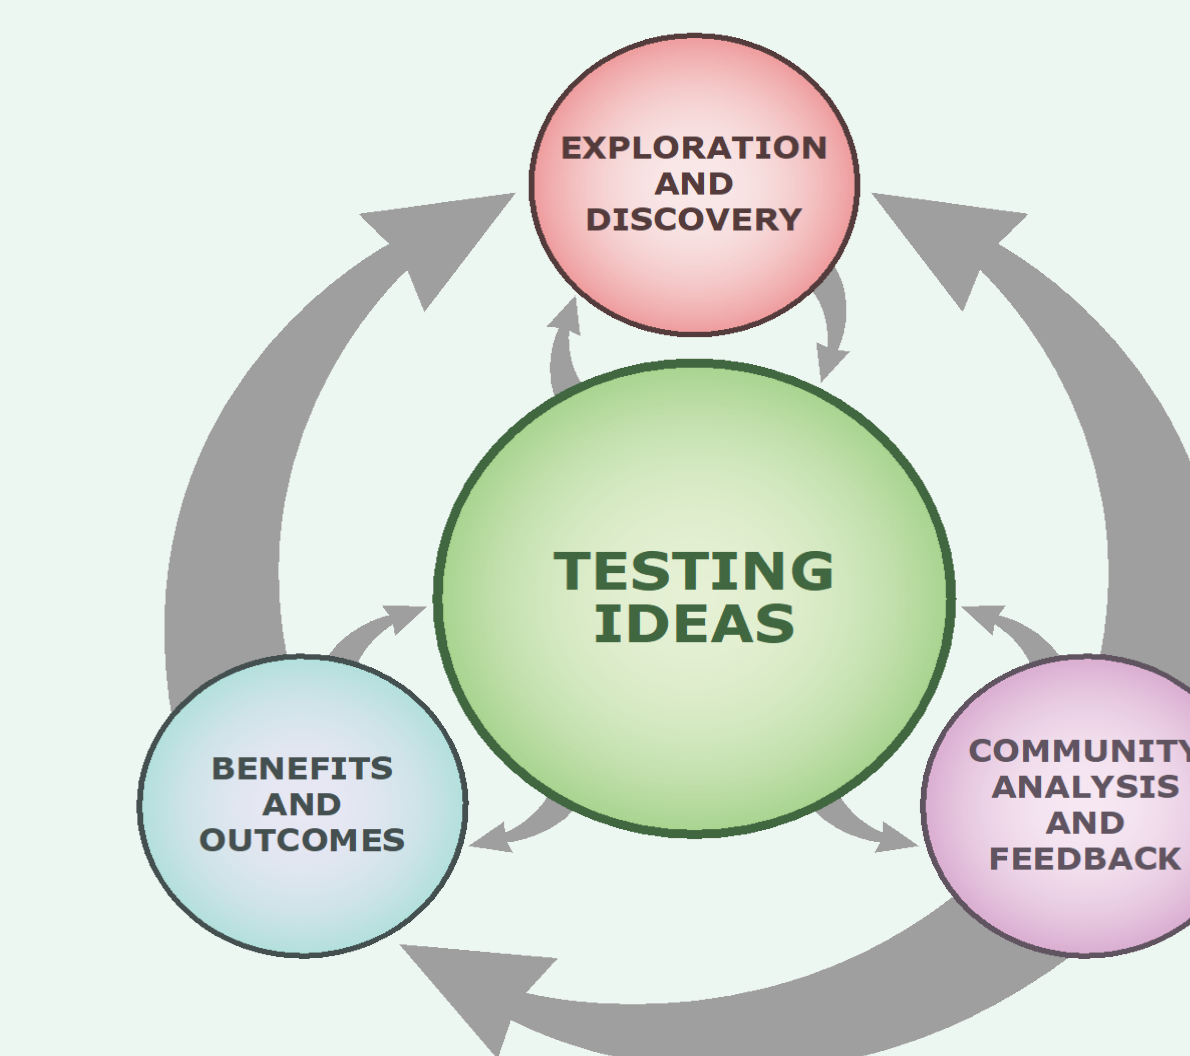 EXPLORATION
AND
DISCOVERY
TESTING
IDEAS
BENEFITS
AND
OUTCOMES
COMMUNITY
ANALYSIS
AND
FEEDBACK